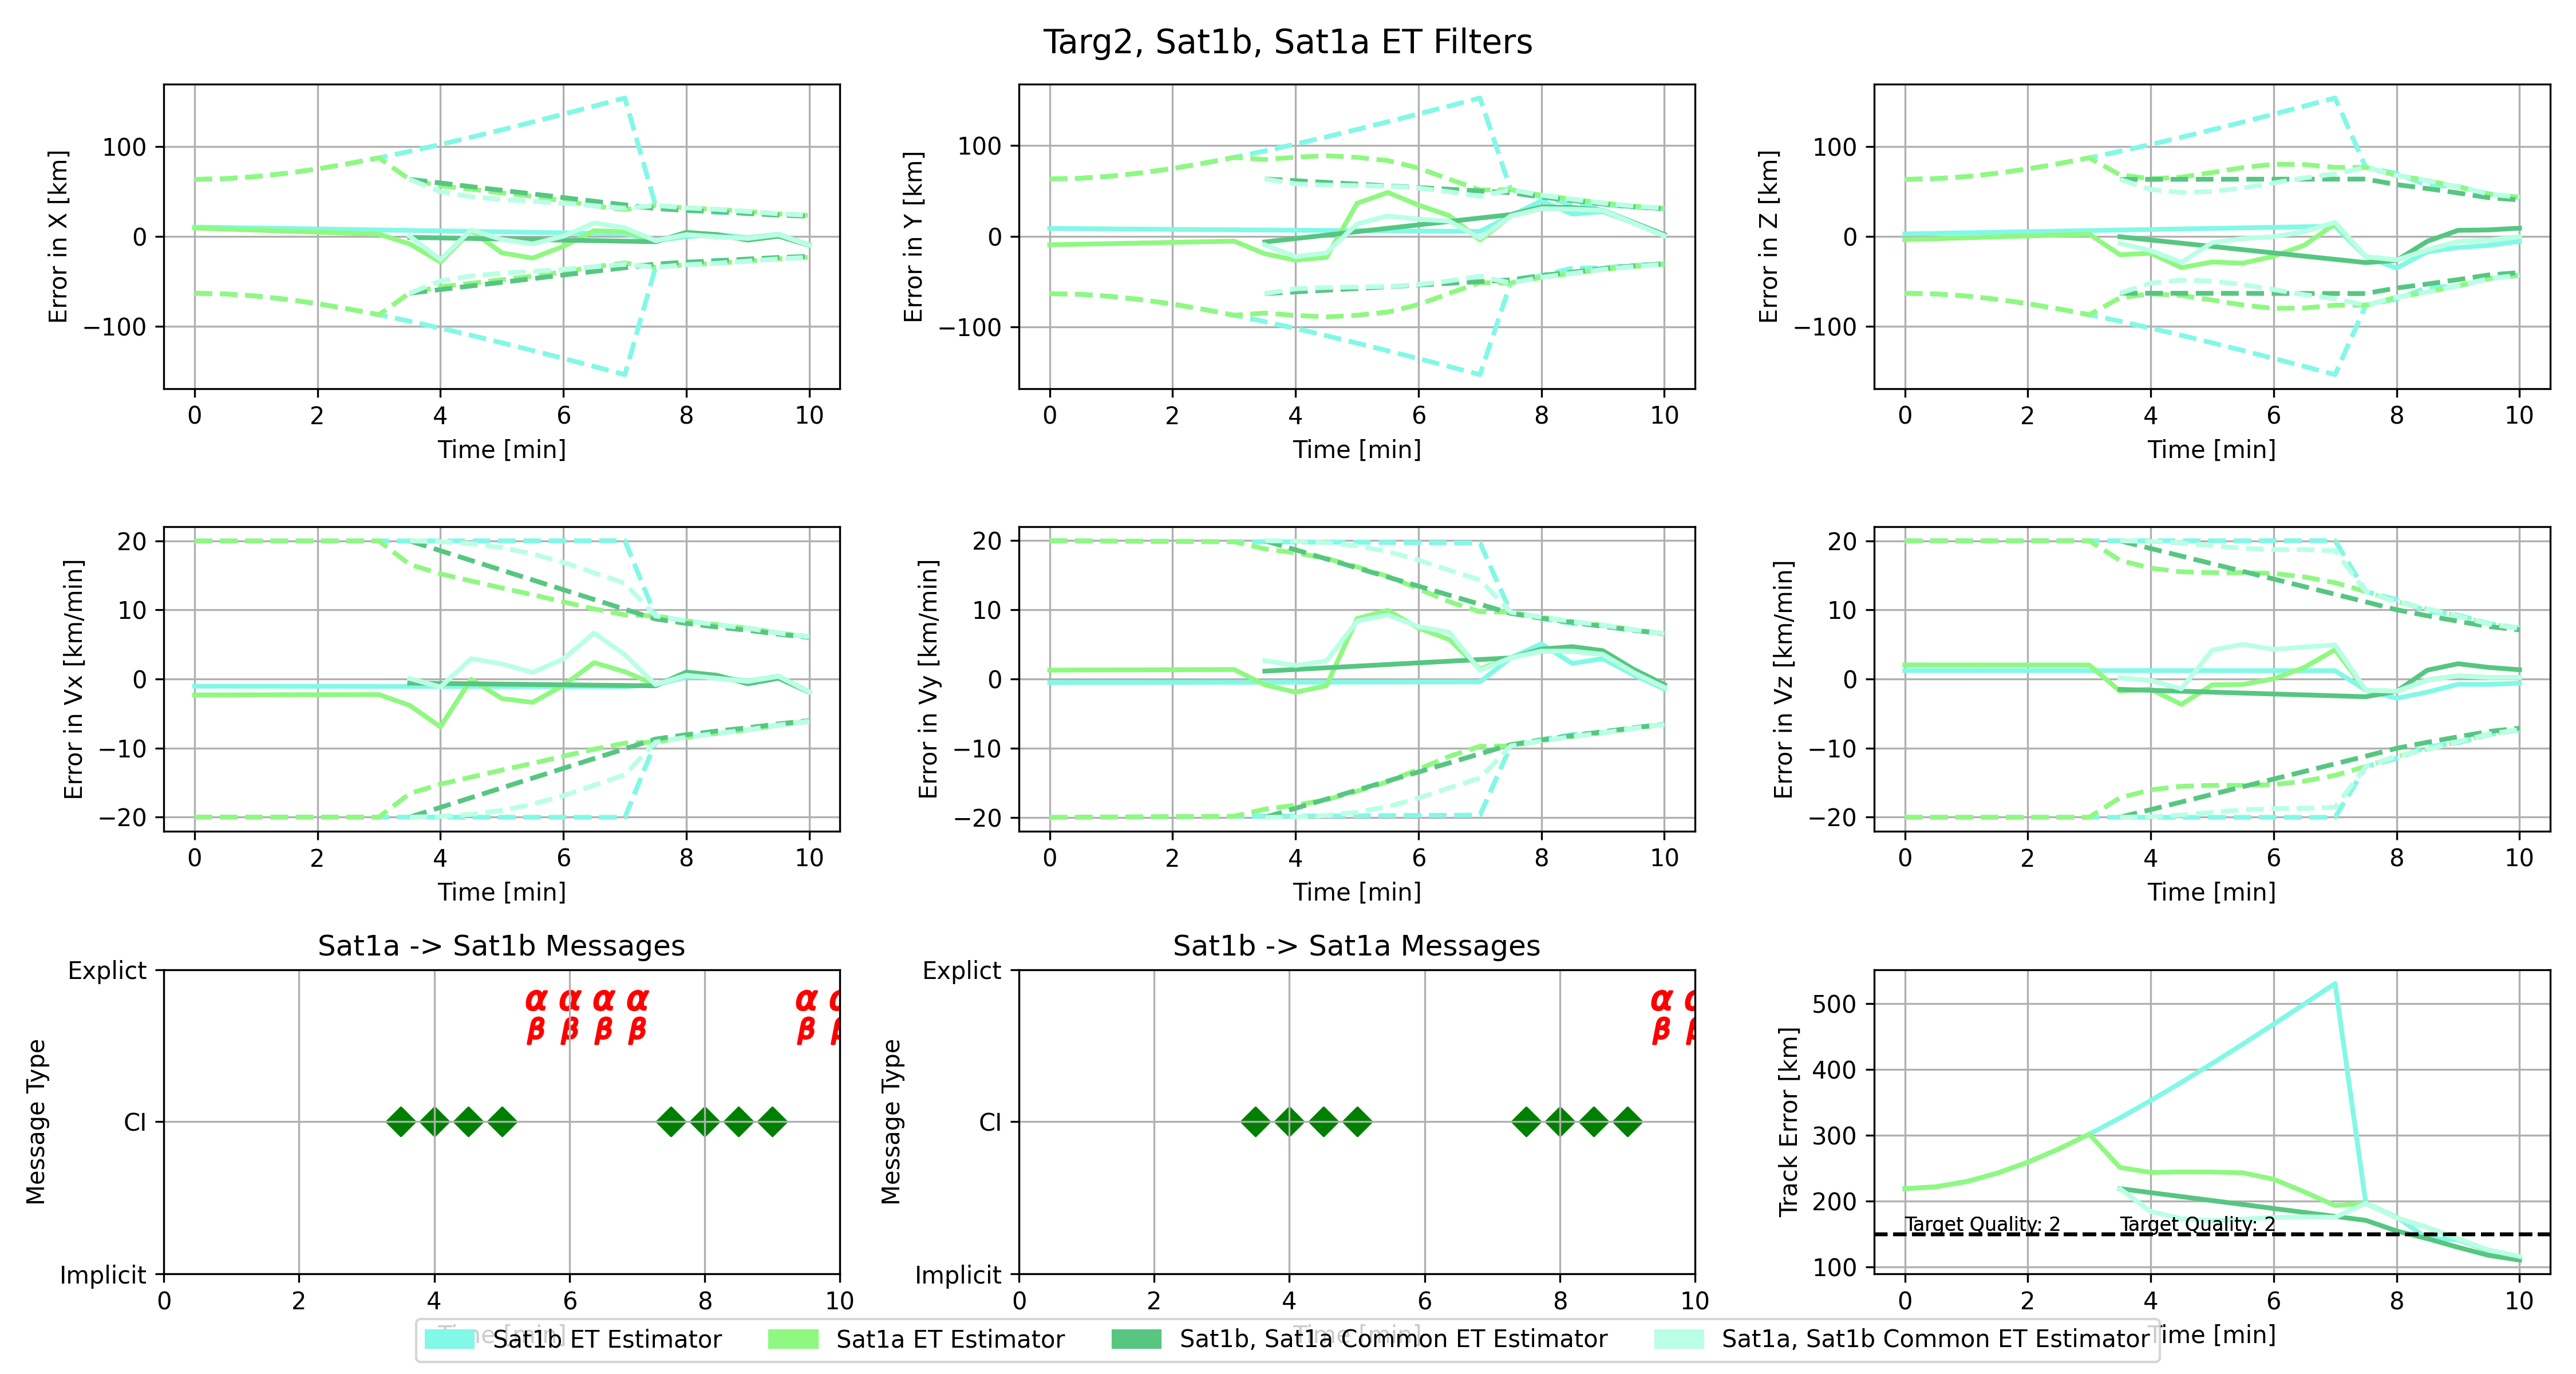 Targ2, Sat1b, Sat1a ET Filters
Error in X [km]
100
0
−100
0 2 4 6 8 10
Time [min]
Error in Y [km]
100
0
−100
0 2 4 6 8 10
Time [min]
Error in Z [km]
100
0
−100
0 2 4 6 8 10
Time [min]
Error in Vx [km/min]
20
10
0
−10
−20
0 2 4 6 8 10
Time [min]
Error in Vy [km/min]
20
10
0
−10
−20
0 2 4 6 8 10
Time [min]
Error in Vz [km/min]
20
10
0
−10
−20
0 2 4 6 8 10
Time [min]
Sat1a -> Sat1b Messages
Message Type
Explict
α α α α α α
β β β β β β
CI
Implicit
0 2 4 6 8 10
Time [min]
Sat1b -> Sat1a Messages
Message Type
Explict
α α
β β
CI
Implicit
0 2 4 6 8 10
Time [min]
Track Error [km]
500
400
300
200
100
Target Quality: 2 Target Quality: 2
0 2 4 6 8 10
Time [min]
Sat1b ET Estimator Sat1a ET Estimator Sat1b, Sat1a Common ET Estimator Sat1a, Sat1b Common ET Estimator